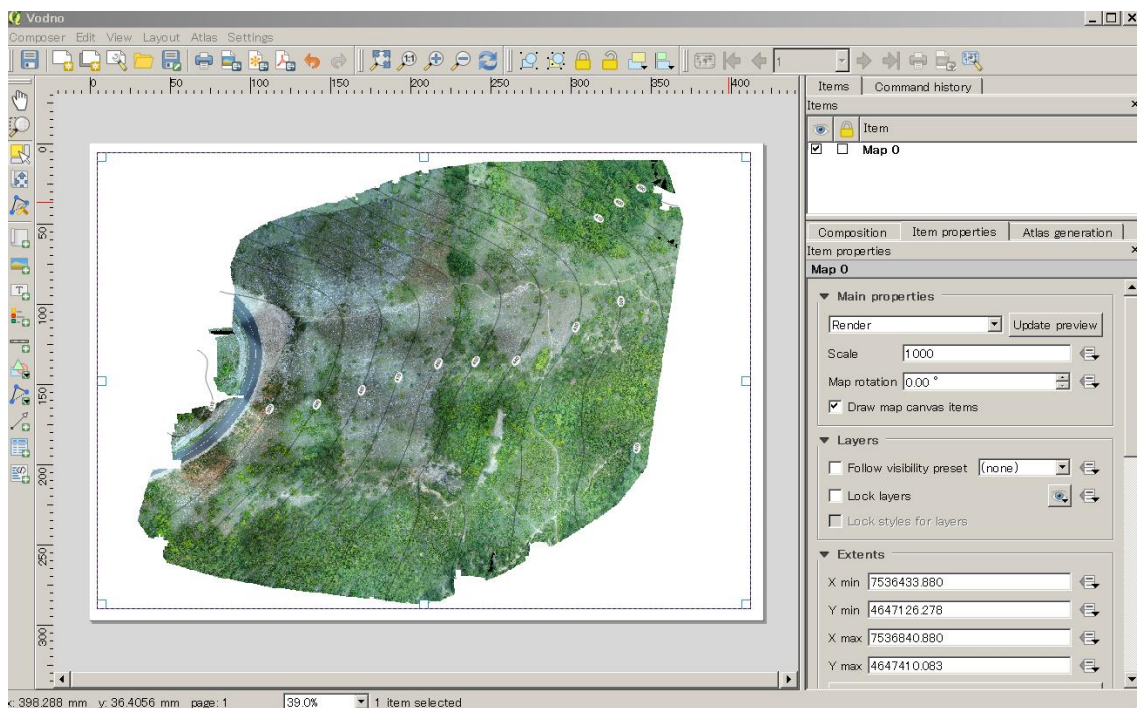 Vodno
Composer Edit View Layout Atlas Settings
1
0 50 100 150 200 250 300 350 400
Items Command history
Items
Item
Map 0
Composition Item properties Atlas generation
Item properties
Map 0
Main properties
Render Update preview
Scale 1000
Map rotation 0.00 °
Draw map canvas items
Layers
Follow visibility preset (none)
Lock layers
Lock styles for layers
Extents
X min 7536433.880
Y min 4647126.278
X max 7536840.880
Y max 4647410.083
0
50
100
150
200
250
300
x: 398.288 mm y: 36.4056 mm page: 1 39.0% 1 item selected